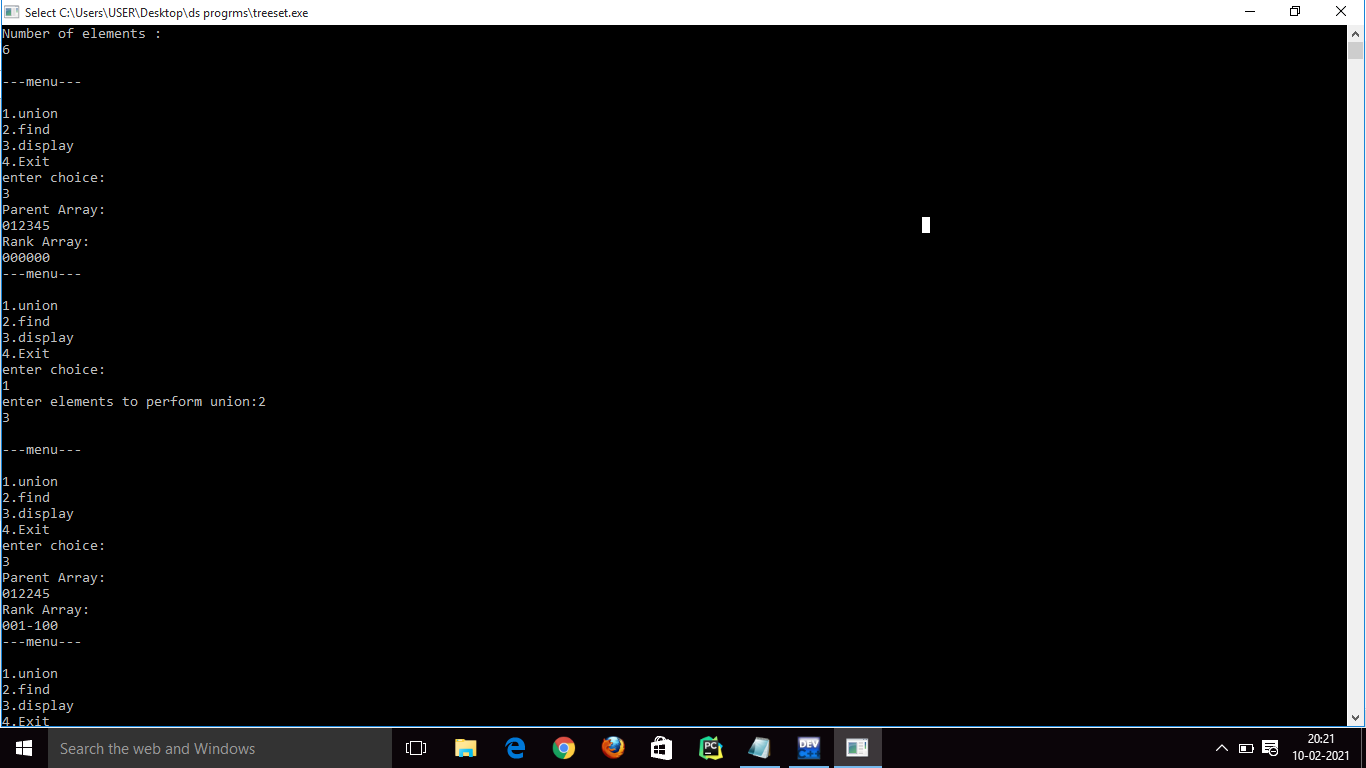 Select C:\Users\USER\Desktop\ds progrms\treeset.exe
Number of elements :
6
---menu---
1.union
2.find
3.display
4.Exit
enter choice:
3
Parent Array:
012345
Rank Array:
000000
---menu---
1.union
2.find
3.display
4.Exit
enter choice:
1
enter elements to perform union:2
3
---menu---
1.union
2.find
3.display
4.Exit
enter choice:
3
Parent Array:
012245
Rank Array:
001-100
---menu---
1.union
2.find
3.display
4.Exit
Search the web and Windows
PC
DEV
C++
20:21
10-02-2021